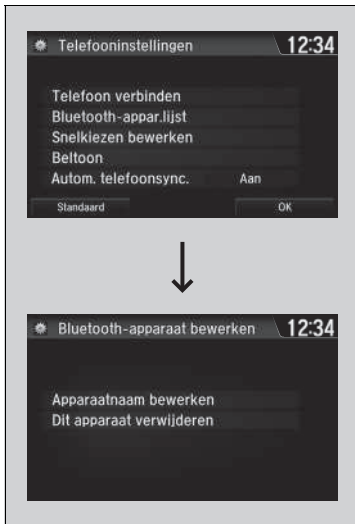 Telefooninstellingen 12:34
Telefoon verbinden
Bluetooth-appar.lijst
Snelkiezen bewerken
Beltoon
Autom. telefoonsync. Aan
Standaard OK
Bluetooth-apparaat bewerken 12:34
Apparaatnaam bewerken
Dit apparaat verwijderen